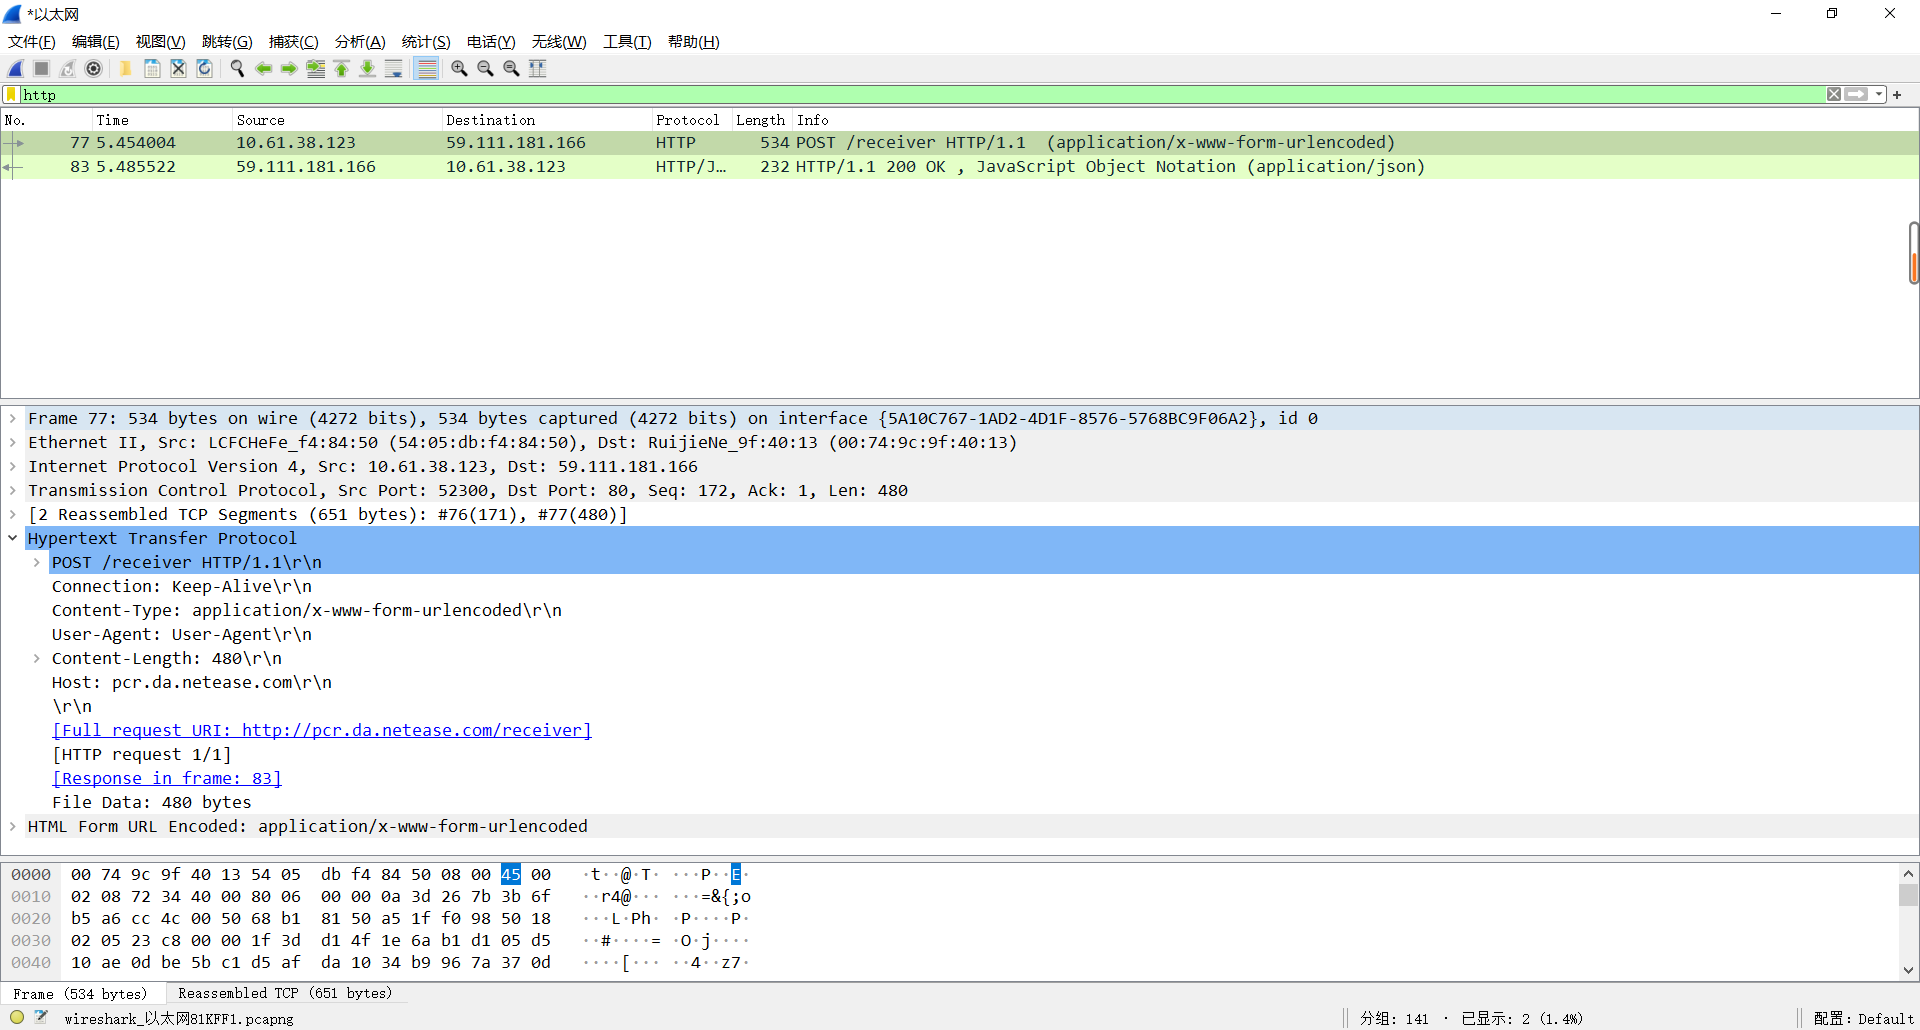 *以太网
文件(F) 编辑(E) 视图(V) 跳转(G) 捕获(C) 分析(A) 统计(S) 电话(Y) 无线(W) 工具(T) 帮助(H)
http
No. Time Source Destination Protocol Length Info
77 5.454004 10.61.38.123 59.111.181.166 HTTP 534 POST /receiver HTTP/1.1 (application/x-www-form-urlencoded)
83 5.485522 59.111.181.166 10.61.38.123 HTTP/J… 232 HTTP/1.1 200 OK , JavaScript Object Notation (application/json)
Frame 77: 534 bytes on wire (4272 bits), 534 bytes captured (4272 bits) on interface {5A10C767-1AD2-4D1F-8576-5768BC9F06A2}, id 0
Ethernet II, Src: LCFCHeFe_f4:84:50 (54:05:db:f4:84:50), Dst: RuijieNe_9f:40:13 (00:74:9c:9f:40:13)
Internet Protocol Version 4, Src: 10.61.38.123, Dst: 59.111.181.166
Transmission Control Protocol, Src Port: 52300, Dst Port: 80, Seq: 172, Ack: 1, Len: 480
[2 Reassembled TCP Segments (651 bytes): #76(171), #77(480)]
Hypertext Transfer Protocol
POST /receiver HTTP/1.1\r\n
Connection: Keep-Alive\r\n
Content-Type: application/x-www-form-urlencoded\r\n
User-Agent: User-Agent\r\n
Content-Length: 480\r\n
Host: pcr.da.netease.com\r\n
\r\n
[Full request URI: http://pcr.da.netease.com/receiver]
[HTTP request 1/1]
[Response in frame: 83]
File Data: 480 bytes
HTML Form URL Encoded: application/x-www-form-urlencoded
0000 00 74 9c 9f 40 13 54 05 db f4 84 50 08 00 45 00 ·t··@·T· ···P··E·
0010 02 08 72 34 40 00 80 06 00 00 0a 3d 26 7b 3b 6f ··r4@··· ···=&{;o
0020 b5 a6 cc 4c 00 50 68 b1 81 50 a5 1f f0 98 50 18 ···L·Ph· ·P····P·
0030 02 05 23 c8 00 00 1f 3d d1 4f 1e 6a b1 d1 05 d5 ··#····= ·O·j····
0040 10 ae 0d be 5b c1 d5 af da 10 34 b9 96 7a 37 0d ····[··· ··4··z7·
Frame (534 bytes) Reassembled TCP (651 bytes)
wireshark_以太网81KFF1.pcapng 分组: 141 · 已显示: 2 (1.4%) 配置: Default